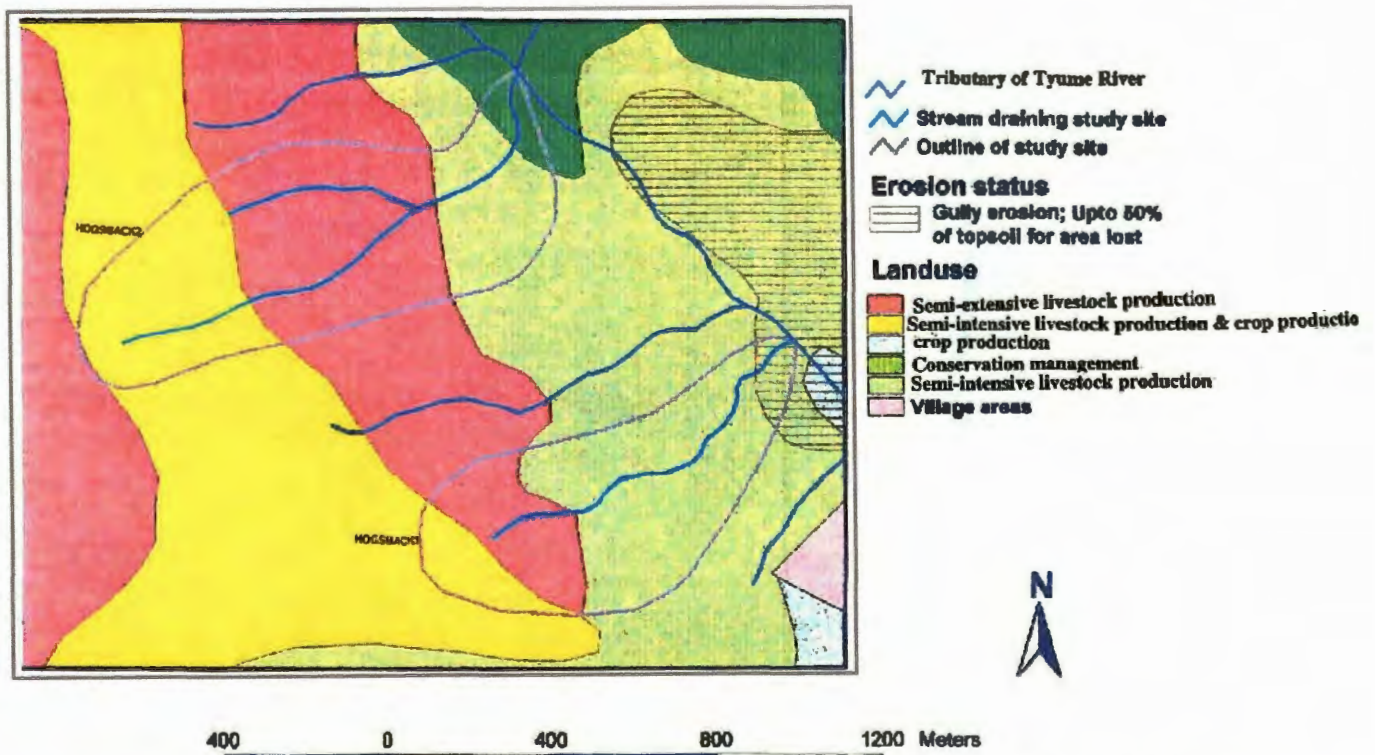 Tributary of Tyume River
Stream draining study site
Outline of study site
Erosion status
Gully erosion; Upto 50%
of topsoil for area lost
Landuse
Semi-extensive livestock production
Semi-intensive livestock production & crop productio
crop production
Conservation management
Semi-intensive livestock production
Village areas
HOGSBACK2
HOGSBACK1
N
400 0 400 800 1200 Meters